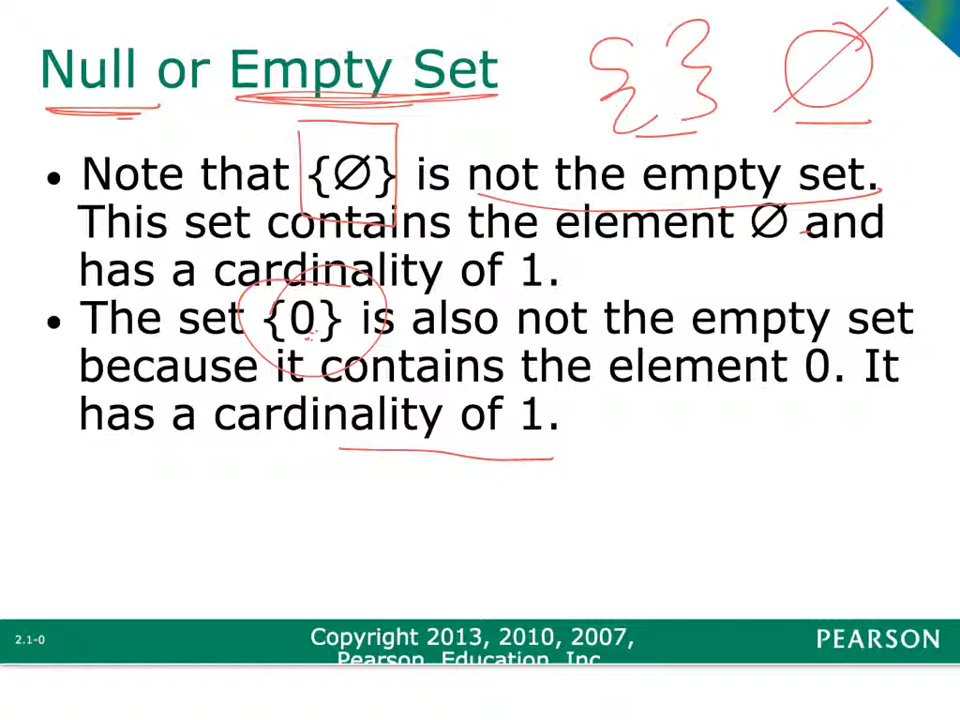 Null or Empty Set { } ∅
• Note that {∅} is not the empty set.
This set contains the element ∅ and
has a cardinality of 1.
• The set {0} is also not the empty set
because it contains the element 0. It
has a cardinality of 1.
2.1-0
Copyright 2013, 2010, 2007,
Pearson, Education, Inc.
PEARSON